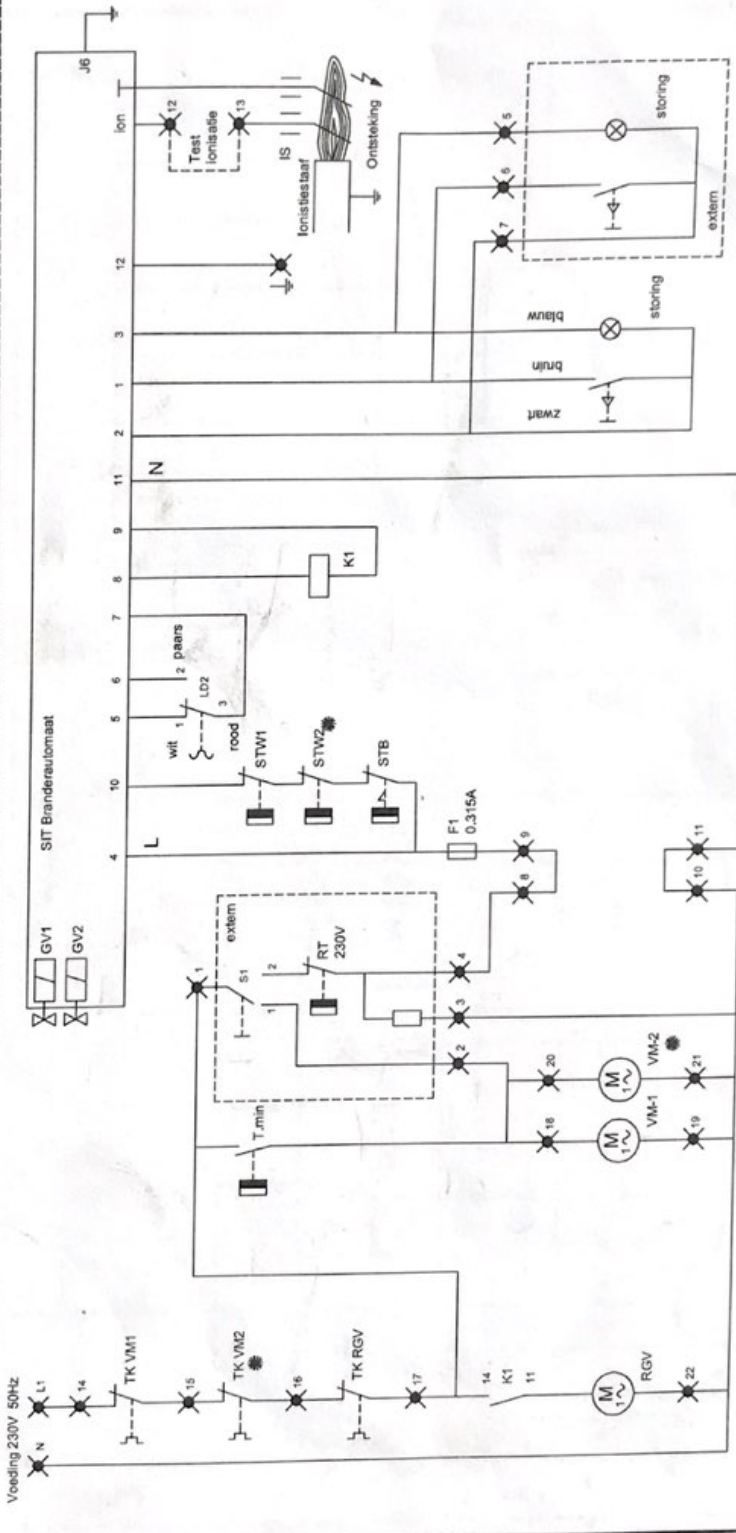 Voeding 230V 50Hz
N
L1
14
TK VM1
15
TK VM2
16
TK RGV
17
14
K1
11
M
1~
RGV
22
T.min
extern
1
S1
1
2
RT
230V
2
3
4
18
20
M
1~
M
1~
VM-1
VM-2
19
21
GV1
GV2
SIT Branderautomaat
J6
4
10
5
6
7
8
9
11
2
1
3
12
ion
L
N
wit
1
2
paars
LD2
3
rood
STW1
STW2
STB
F1
0.315A
8
9
10
11
K1
zwart
bruin
blauw
storing
7
6
5
extern
storing
12
Test
ionisatie
13
IS
Ionistiestaaf
Ontsteking